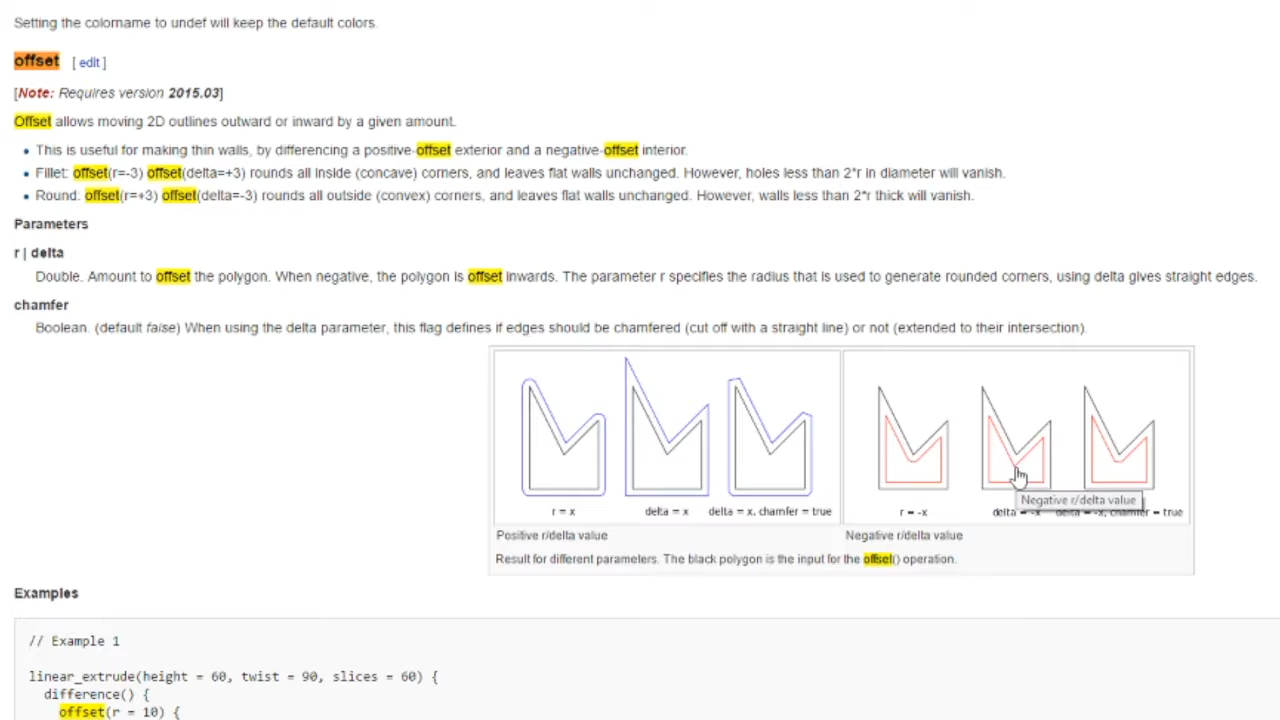 Setting the colorname to undef will keep the default colors.
offset [ edit ]
[Note: Requires version 2015.03]
Offset allows moving 2D outlines outward or inward by a given amount.
This is useful for making thin walls, by differencing a positive-offset exterior and a negative-offset interior.
Fillet: offset(r=-3) offset(delta=+3) rounds all inside (concave) corners, and leaves flat walls unchanged. However, holes less than 2*r in diameter will vanish.
Round: offset(r=+3) offset(delta=-3) rounds all outside (convex) corners, and leaves flat walls unchanged. However, walls less than 2*r thick will vanish.
Parameters
r | delta
Double. Amount to offset the polygon. When negative, the polygon is offset inwards. The parameter r specifies the radius that is used to generate rounded corners, using delta gives straight edges.
chamfer
Boolean. (default false) When using the delta parameter, this flag defines if edges should be chamfered (cut off with a straight line) or not (extended to their intersection).
Negative r/delta value
r = x delta = x delta = x, chamfer = true r = -x delta = -x delta = -x, chamfer = true
Positive r/delta value Negative r/delta value
Result for different parameters. The black polygon is the input for the offset() operation.
Examples
// Example 1
linear_extrude(height = 60, twist = 90, slices = 60) {
difference() {
offset(r = 10) {